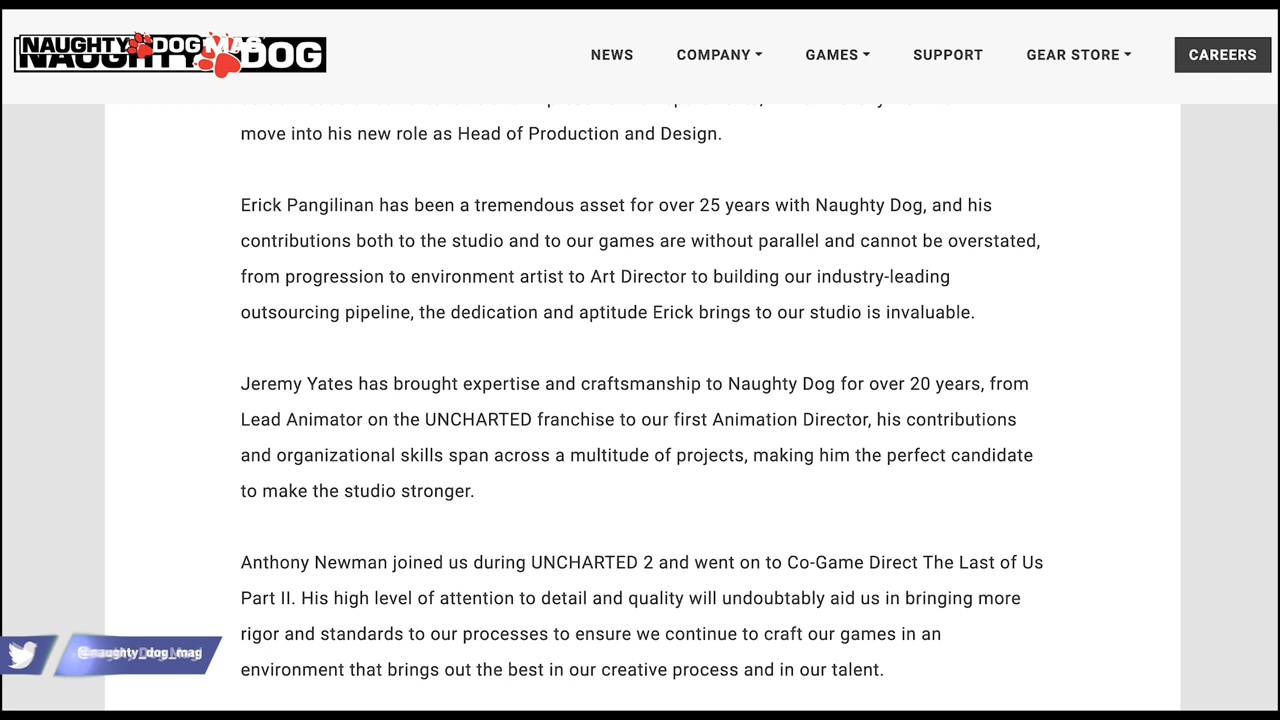 NAUGHTY DOG MAG
NAUGHTY DOG
NEWS
COMPANY
GAMES
SUPPORT
GEAR STORE
CAREERS
move into his new role as Head of Production and Design.
Erick Pangilinan has been a tremendous asset for over 25 years with Naughty Dog, and his
contributions both to the studio and to our games are without parallel and cannot be overstated,
from progression to environment artist to Art Director to building our industry-leading
outsourcing pipeline, the dedication and aptitude Erick brings to our studio is invaluable.
Jeremy Yates has brought expertise and craftsmanship to Naughty Dog for over 20 years, from
Lead Animator on the UNCHARTED franchise to our first Animation Director, his contributions
and organizational skills span across a multitude of projects, making him the perfect candidate
to make the studio stronger.
Anthony Newman joined us during UNCHARTED 2 and went on to Co-Game Direct The Last of Us
Part II. His high level of attention to detail and quality will undoubtably aid us in bringing more
rigor and standards to our processes to ensure we continue to craft our games in an
environment that brings out the best in our creative process and in our talent.
@naughty_dog_mag